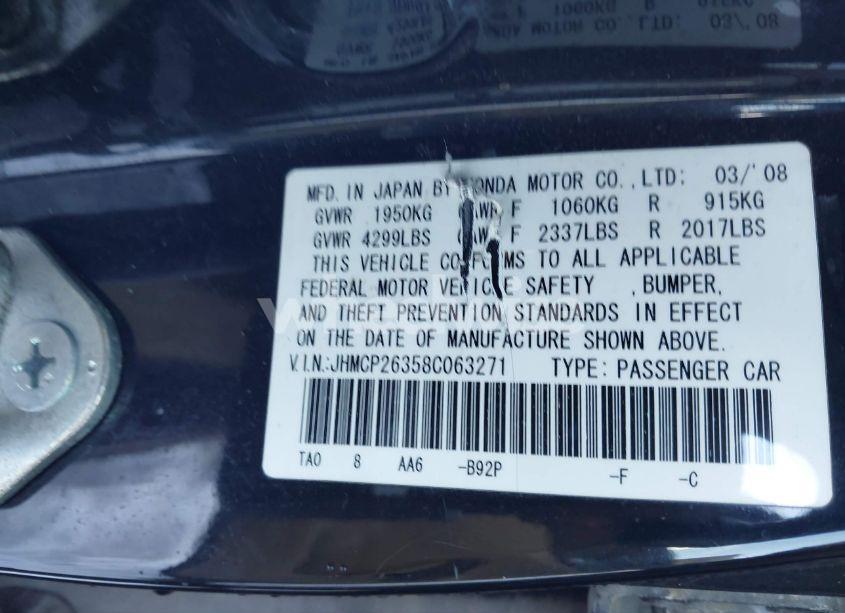 MFD. IN JAPAN BY HONDA MOTOR CO.,LTD: 03/'08
GVWR 1950KG GAWR F 1060KG R 915KG
GVWR 4299LBS GAWR F 2337LBS R 2017LBS
THIS VEHICLE CONFORMS TO ALL APPLICABLE
FEDERAL MOTOR VEHICLE SAFETY ,BUMPER,
AND THEFT PREVENTION STANDARDS IN EFFECT
ON THE DATE OF MANUFACTURE SHOWN ABOVE.
V.I.N.:JHMCP26358C063271 TYPE:PASSENGER CAR
TA0 8 AA6 -B92P -F -C